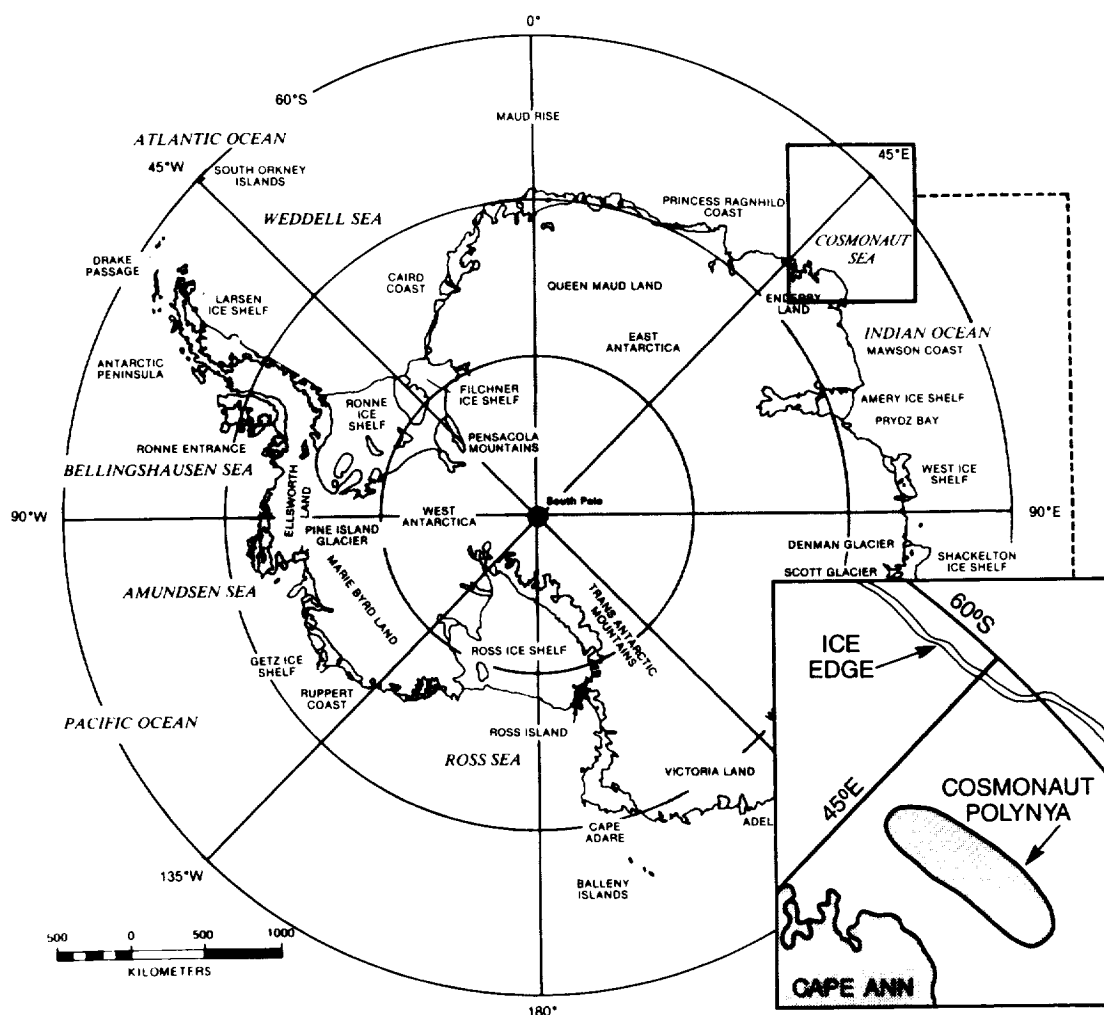 0°
60°S
MAUD RISE
ATLANTIC OCEAN
45°W
SOUTH ORKNEY
ISLANDS
45°E
WEDDELL SEA
PRINCESS RAGNHILD
COAST
COSMONAUT
SEA
DRAKE
PASSAGE
LARSEN
ICE SHELF
CAIRD
COAST
QUEEN MAUD LAND
ENDERBY
LAND
EAST
ANTARCTICA
INDIAN OCEAN
MAWSON COAST
ANTARCTIC
PENINSULA
RONNE
ICE
SHELF
FILCHNER
ICE SHELF
AMERY ICE SHELF
PRYDZ BAY
RONNE ENTRANCE
PENSACOLA
MOUNTAINS
BELLINGSHAUSEN SEA
WEST ICE
SHELF
ELLSWORTH
LAND
South Pole
90°W
WEST
ANTARCTICA
90°E
PINE ISLAND
GLACIER
DENMAN GLACIER
SCOTT GLACIER
SHACKELTON
ICE SHELF
AMUNDSEN SEA
MARIE BYRD LAND
TRANS ANTARCTIC
MOUNTAINS
GETZ ICE
SHELF
ROSS ICE SHELF
RUPPERT
COAST
PACIFIC OCEAN
ROSS ISLAND
ROSS SEA
VICTORIA LAND
CAPE
ADARE
ADEL
135°W
BALLENY
ISLANDS
500 0 500 1000
KILOMETERS
180°
60°S
ICE
EDGE
45°E
COSMONAUT
POLYNYA
CAPE ANN